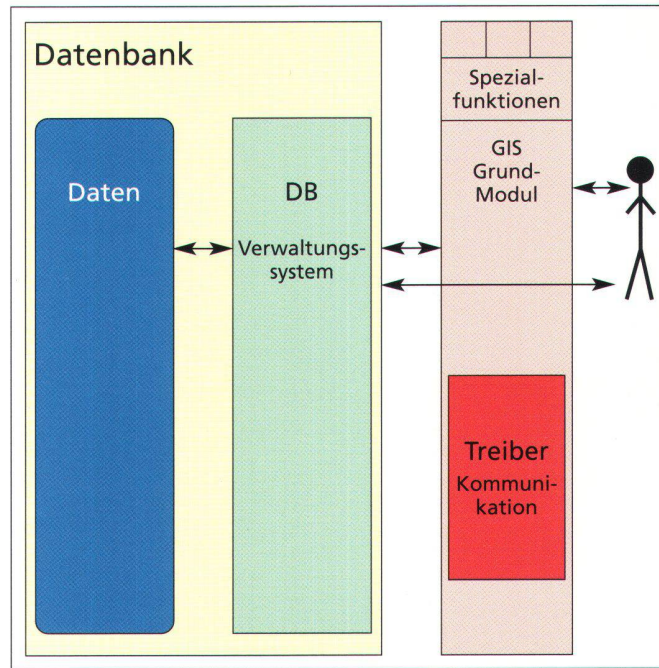 Datenbank
Daten
DB
Verwaltungs-
system
Spezial-
funktionen
GIS
Grund-
Modul
Treiber
Kommuni-
kation